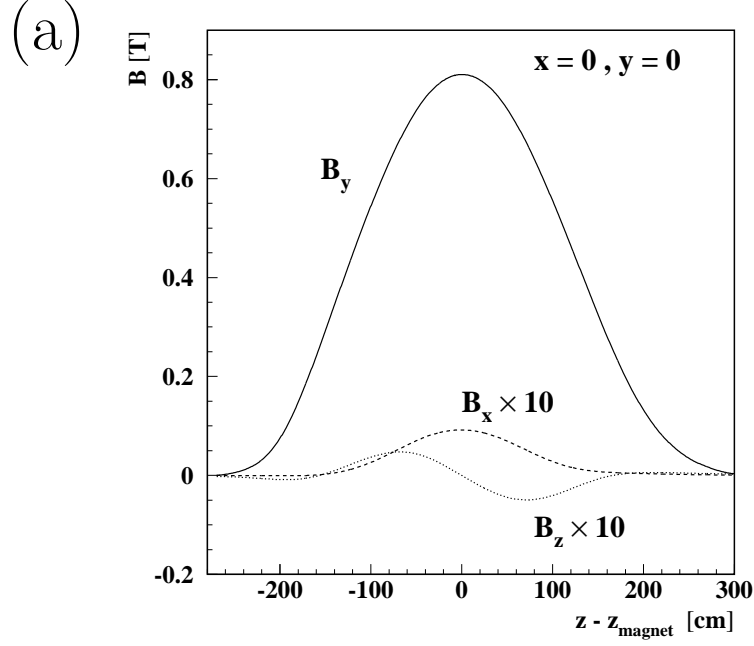 (a)
B [T]
x = 0 , y = 0
0.8
B_y
0.6
0.4
0.2
B_x × 10
0
B_z × 10
-0.2
-200 -100 0 100 200 300
z - z_magnet [cm]